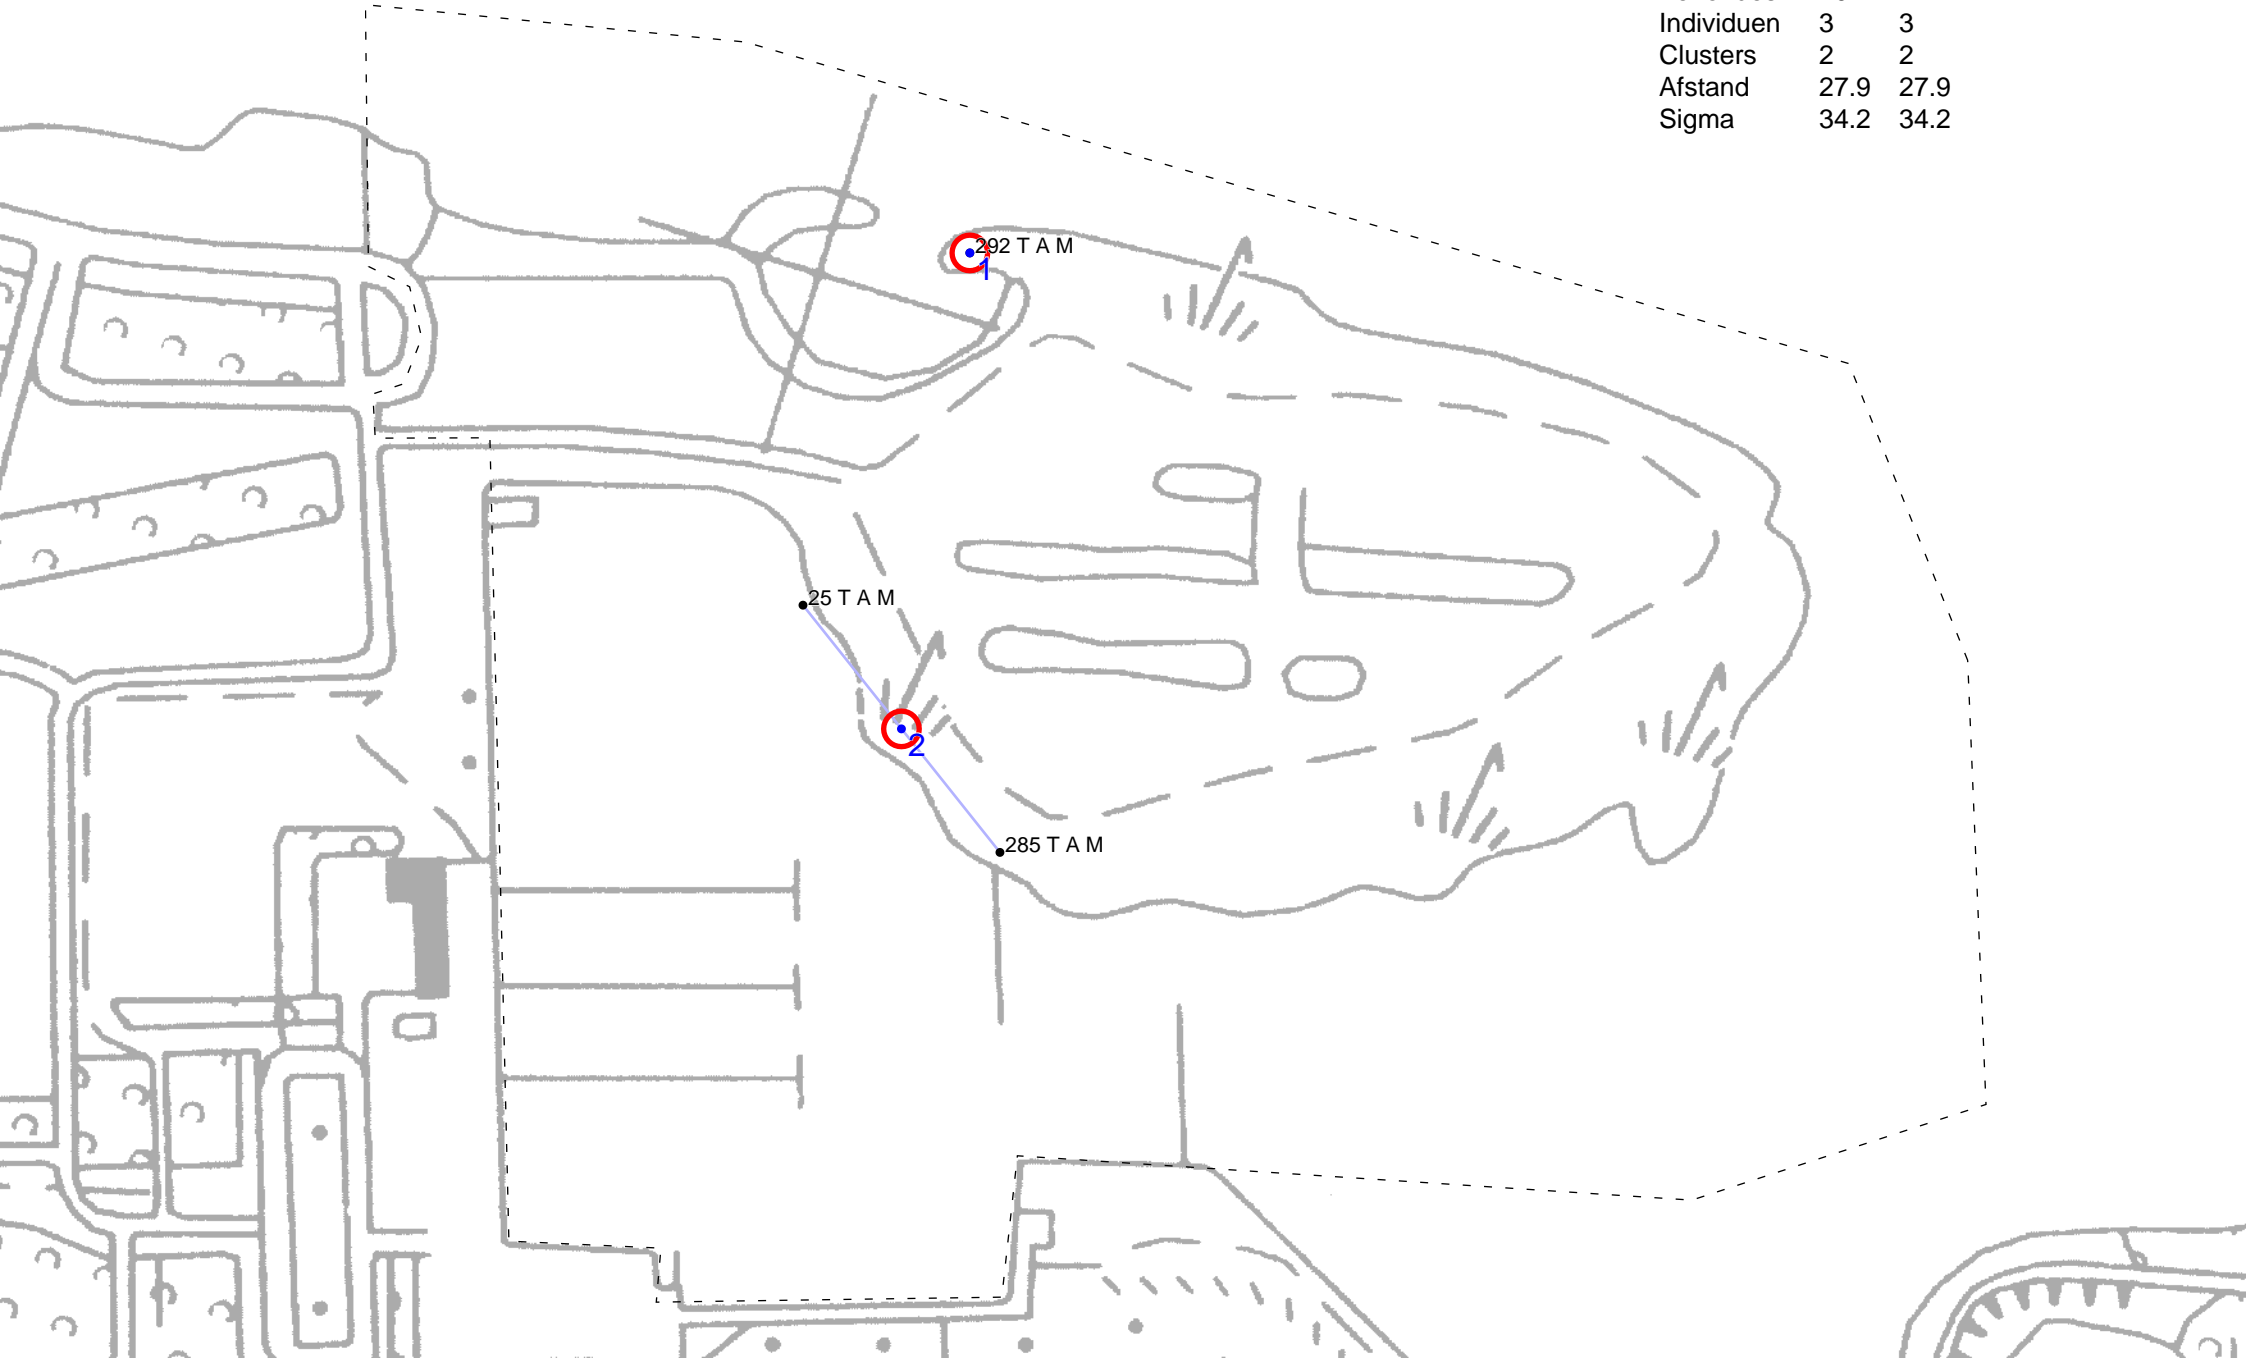 Individuen 3 3
Clusters 2 2
Afstand 27.9 27.9
Sigma 34.2 34.2
292 T A M
1
25 T A M
2
285 T A M